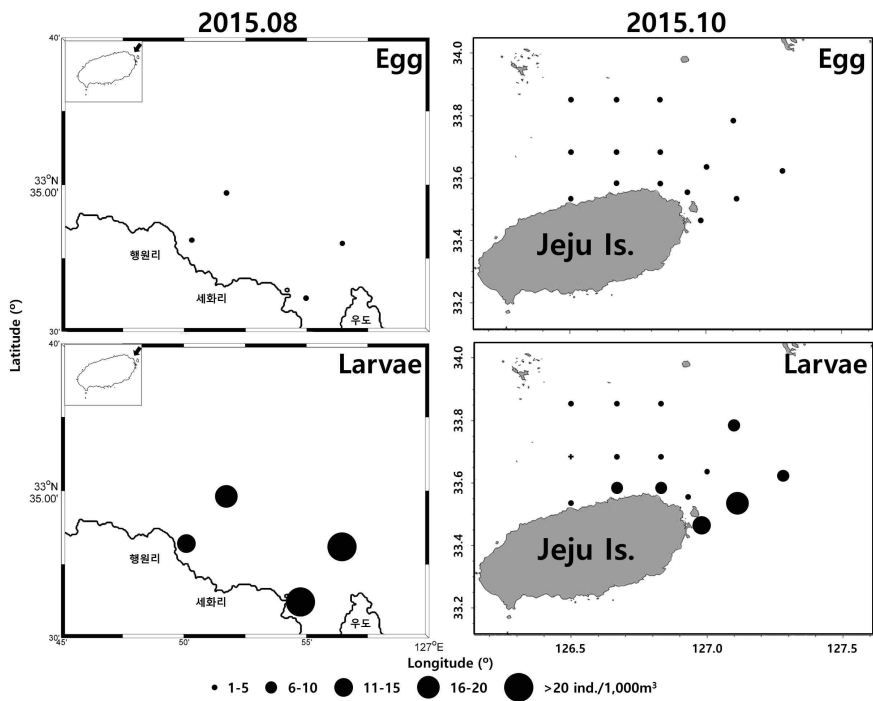 2015.08
2015.10
Egg
40'
33°N
35.00'
30'
행원리
세화리
우도
Egg
34.0
33.8
33.6
33.4
33.2
Jeju Is.
Latitude (°)
Larvae
40'
33°N
35.00'
30'
행원리
세화리
우도
45'
50'
55'
127°E
Larvae
34.0
33.8
33.6
33.4
33.2
Jeju Is.
126.5
127.0
127.5
Longitude (°)
1-5 6-10 11-15 16-20 >20 ind./1,000m³